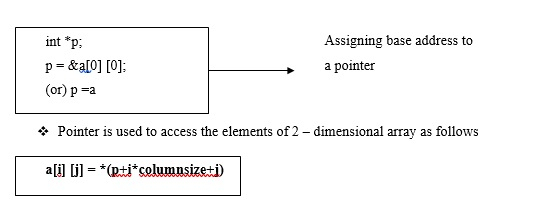 int *p;
p = &a[0] [0];
(or) p =a
Assigning base address to
a pointer
❖ Pointer is used to access the elements of 2 – dimensional array as follows
a[i] [j] = *(p+i*columnsize+j)